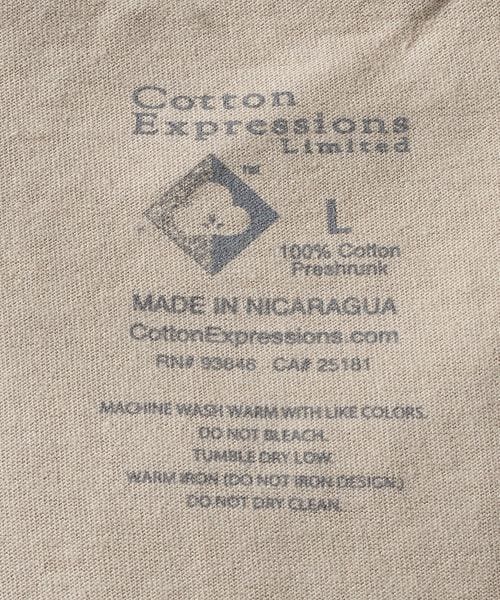 Cotton
Expressions
Limited
TM
L
100% Cotton
Preshrunk
MADE IN NICARAGUA
CottonExpressions.com
RN# 93846 CA# 25181
MACHINE WASH WARM WITH LIKE COLORS.
DO NOT BLEACH.
TUMBLE DRY LOW.
WARM IRON (DO NOT IRON DESIGN.)
DO NOT DRY CLEAN.